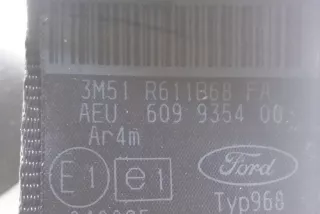 3M51 R611B68 FA
AEU 609 9354 00
Ar4m
E1 e1 Ford
Typ968